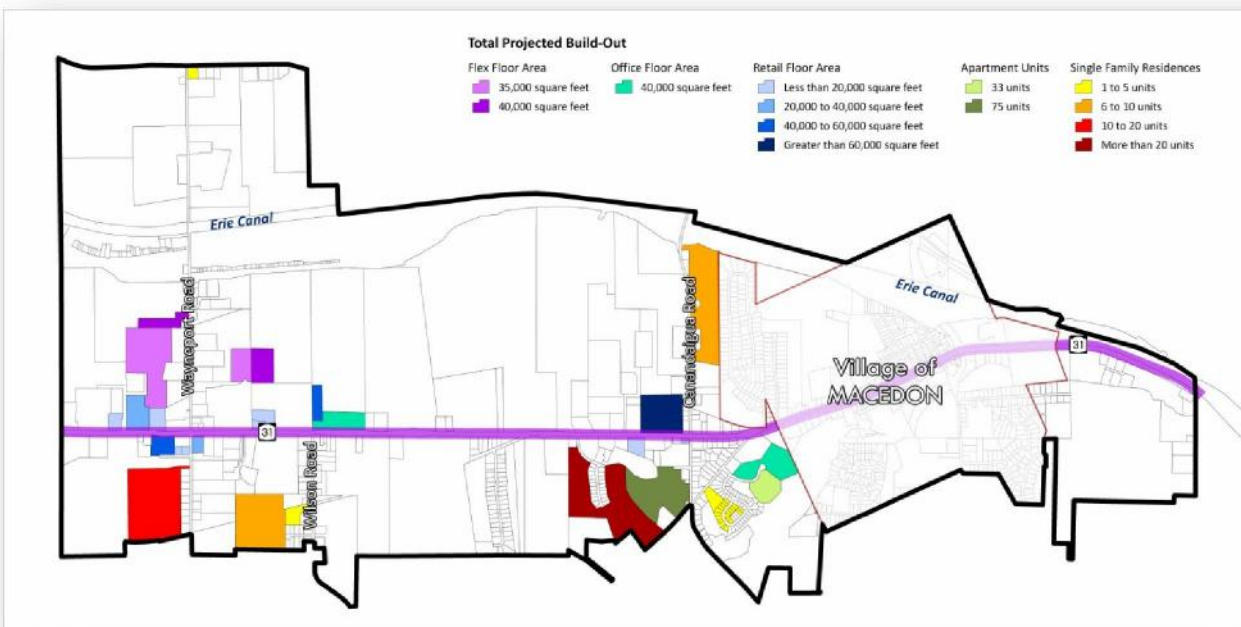 Total Projected Build-Out
Flex Floor Area
35,000 square feet
40,000 square feet
Office Floor Area
40,000 square feet
Retail Floor Area
Less than 20,000 square feet
20,000 to 40,000 square feet
40,000 to 60,000 square feet
Greater than 60,000 square feet
Apartment Units
33 units
75 units
Single Family Residences
1 to 5 units
6 to 10 units
10 to 20 units
More than 20 units
Erie Canal
Erie Canal
Wayneport Road
Canandaigua Road
Village of
MACEDON
31
31
Wilson Road